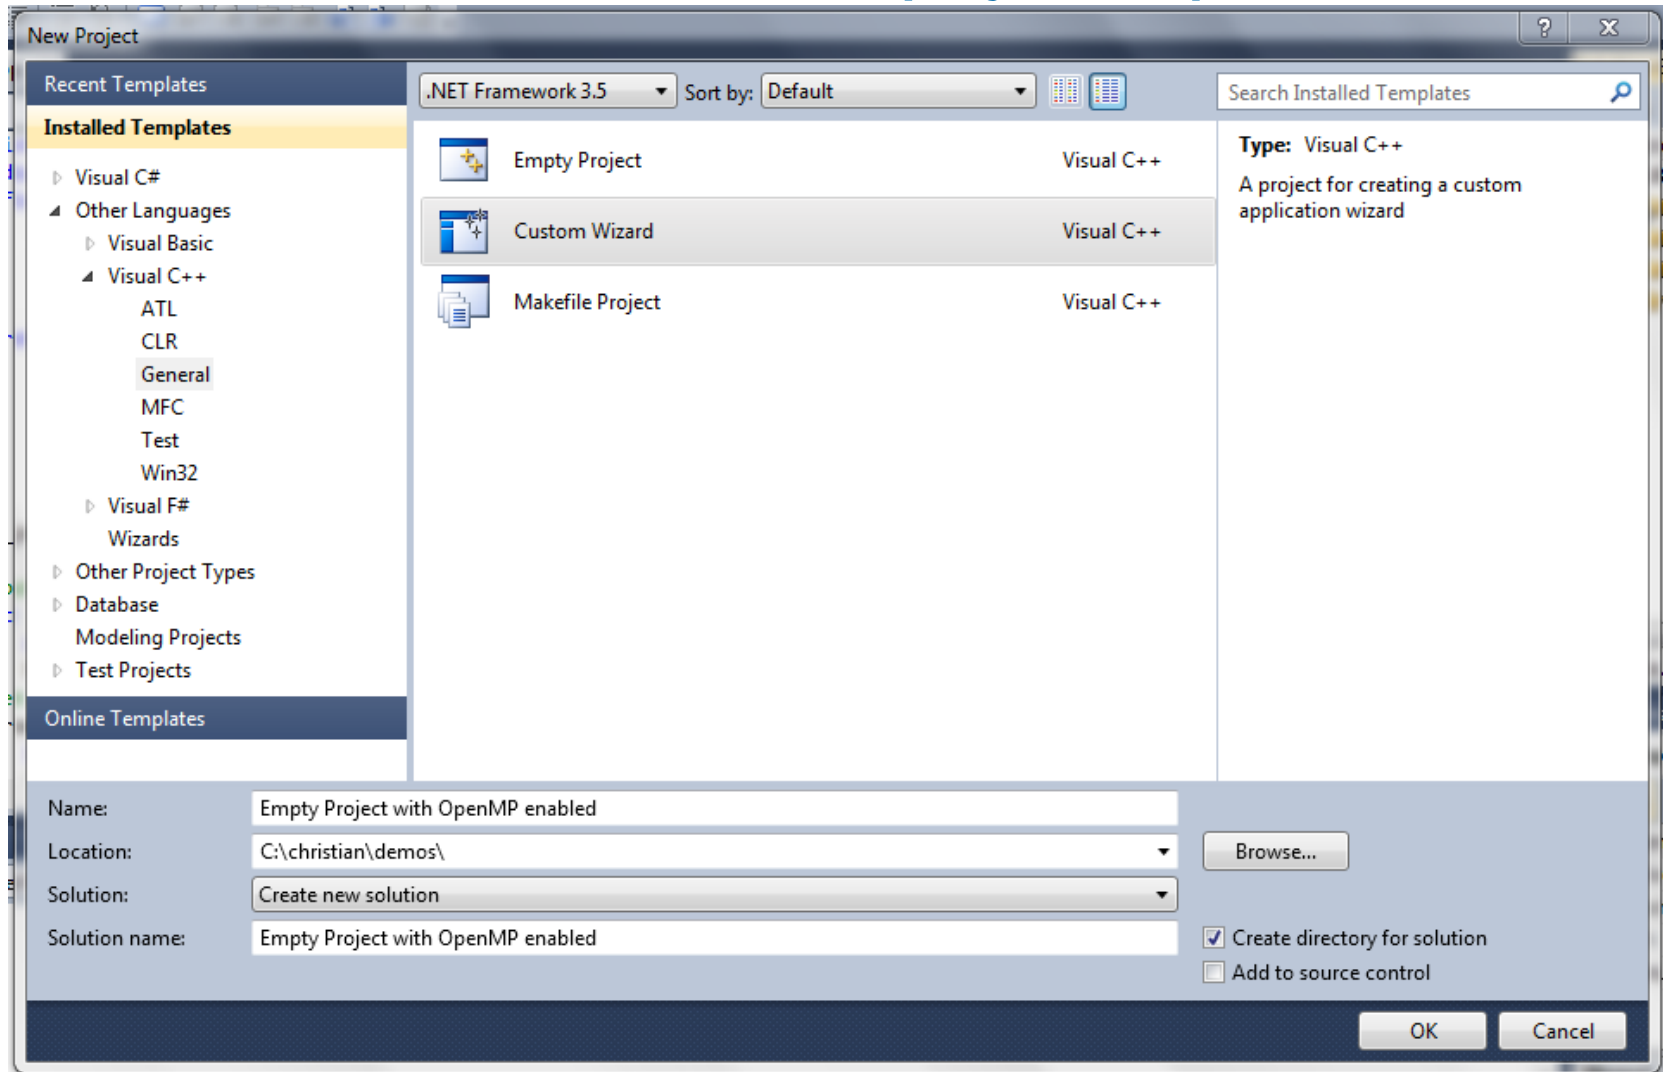 New Project
Recent Templates
Installed Templates
Visual C#
Other Languages
Visual Basic
Visual C++
ATL
CLR
General
MFC
Test
Win32
Visual F#
Wizards
Other Project Types
Database
Modeling Projects
Test Projects
Online Templates
.NET Framework 3.5 Sort by: Default
Empty Project Visual C++
Custom Wizard Visual C++
Makefile Project Visual C++
Search Installed Templates
Type: Visual C++
A project for creating a custom
application wizard
Name: Empty Project with OpenMP enabled
Location: C:\christian\demos\ Browse...
Solution: Create new solution
Solution name: Empty Project with OpenMP enabled
Create directory for solution
Add to source control
OK Cancel